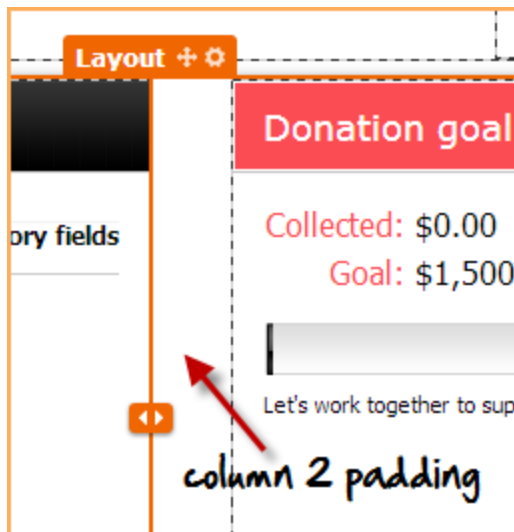 Layout
Donation goal
ory fields
Collected: $0.00
Goal: $1,500
Let's work together to sup
column 2 padding